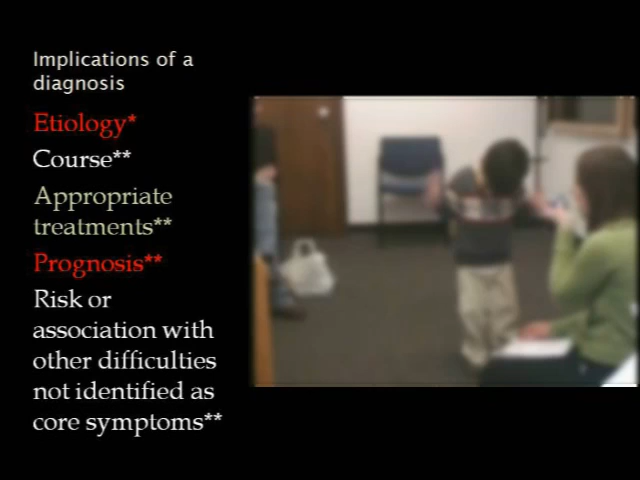 Implications of a
diagnosis
Etiology*
Course**
Appropriate
treatments**
Prognosis**
Risk or
association with
other difficulties
not identified as
core symptoms**